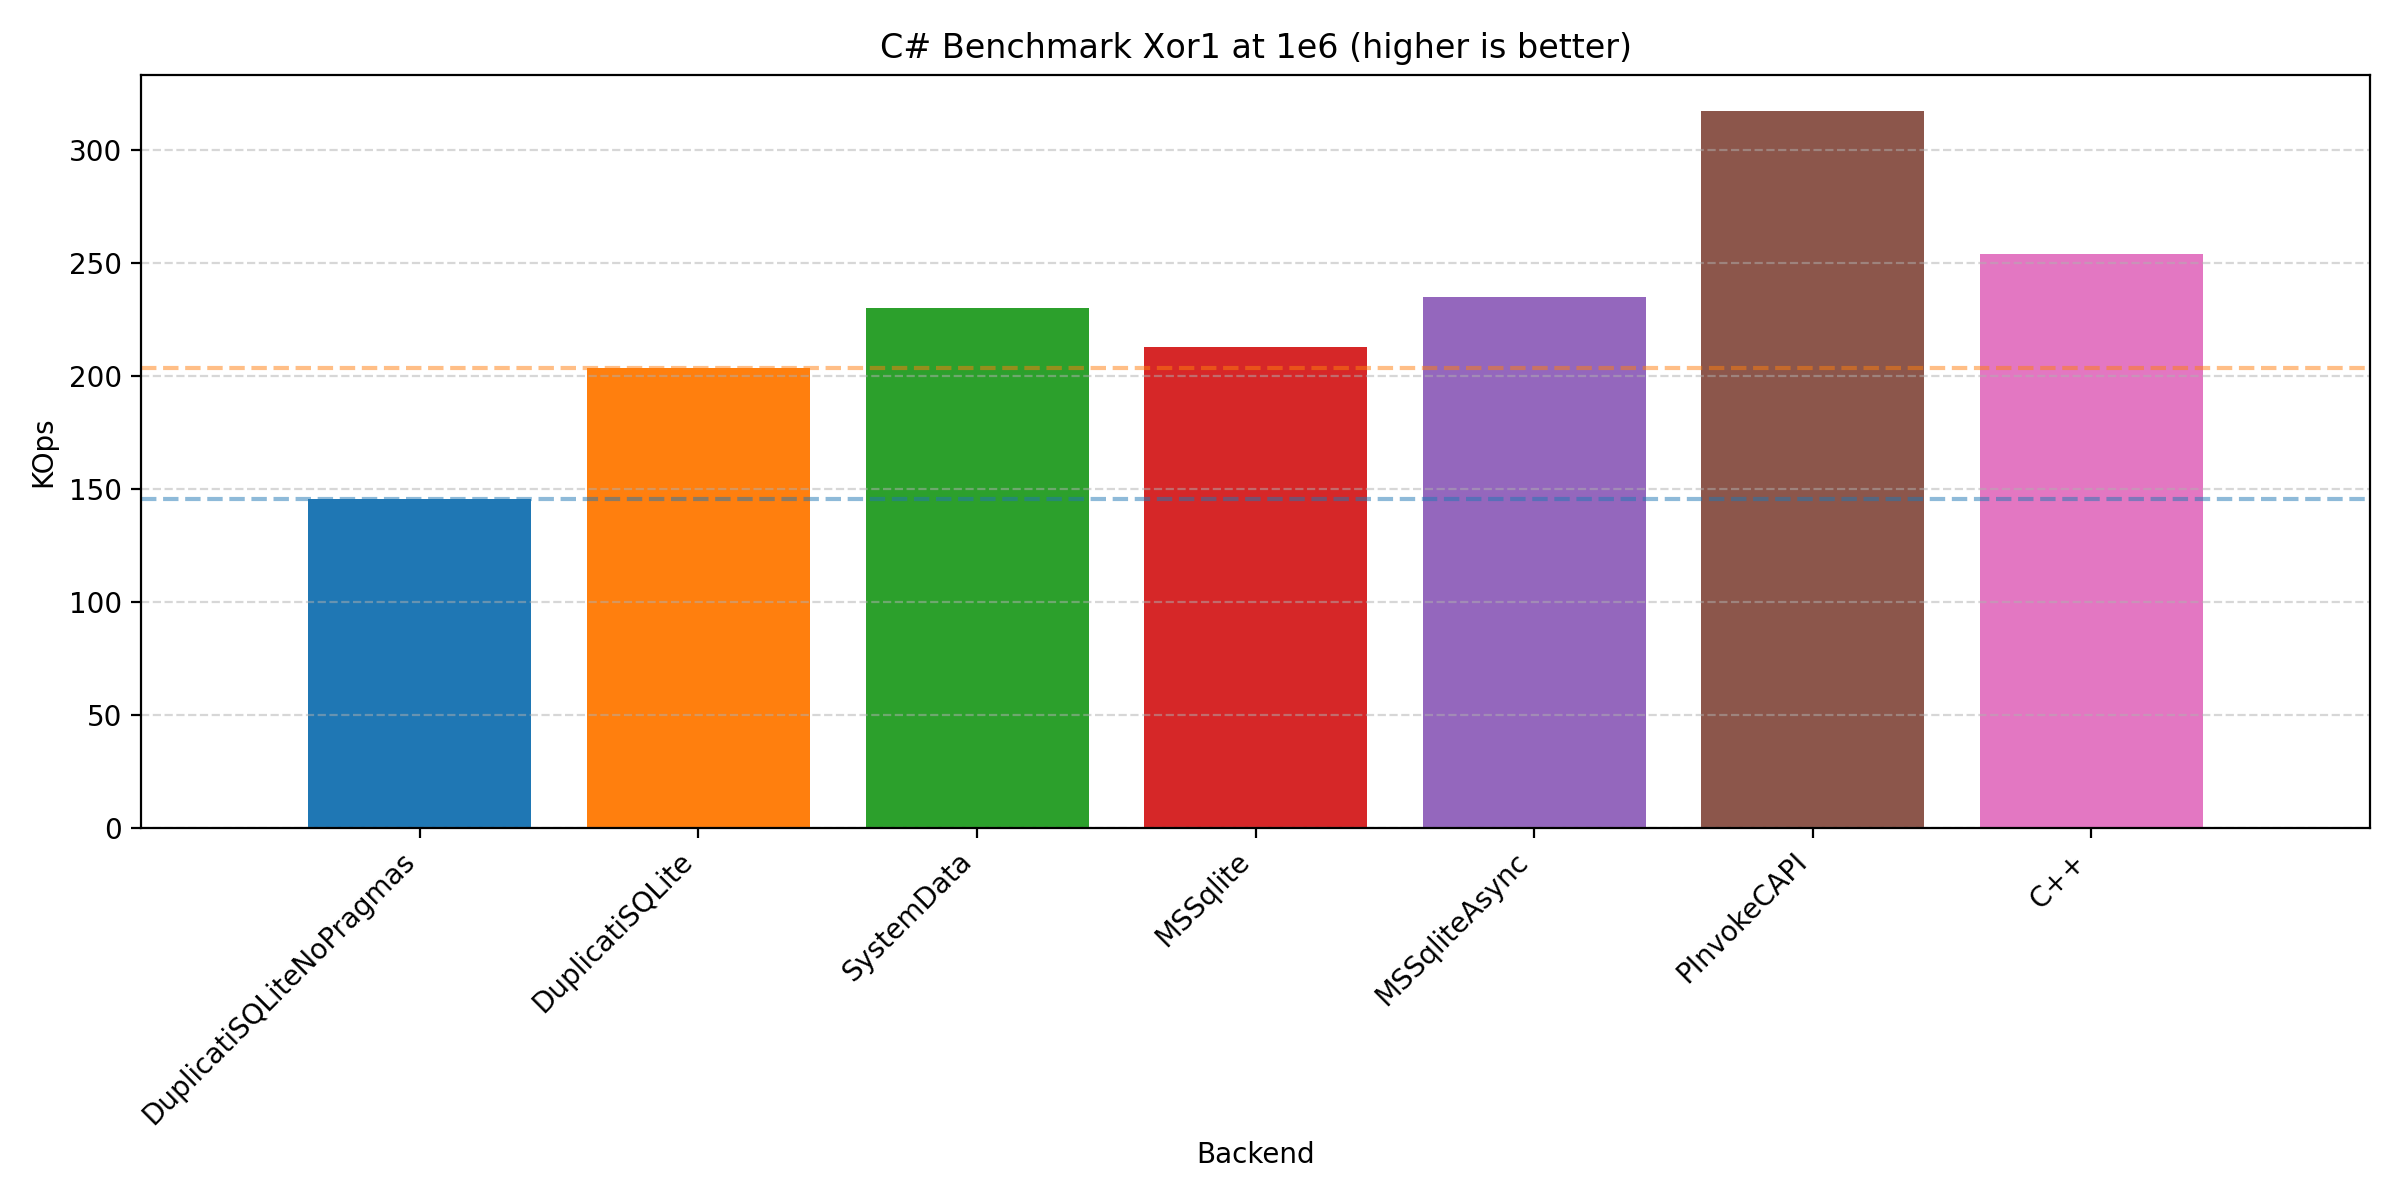 C# Benchmark Xor1 at 1e6 (higher is better)
KOps
300
250
200
150
100
50
0
DuplicatiSQLiteNoPragmas
DuplicatiSQLite
SystemData
MSSqlite
MSSqliteAsync
PInvokeCAPI
C++
Backend